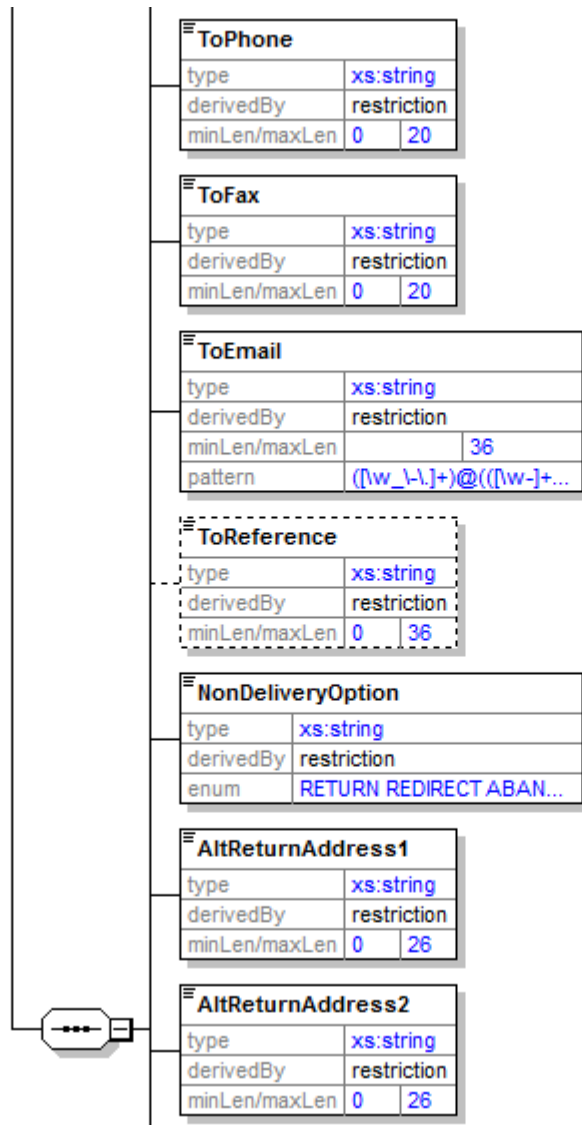 ToPhone
type xs:string
derivedBy restriction
minLen/maxLen 0 20
ToFax
type xs:string
derivedBy restriction
minLen/maxLen 0 20
ToEmail
type xs:string
derivedBy restriction
minLen/maxLen 36
pattern ([\w_\-\.]+)@(([\w-]+...
ToReference
type xs:string
derivedBy restriction
minLen/maxLen 0 36
NonDeliveryOption
type xs:string
derivedBy restriction
enum RETURN REDIRECT ABAN...
AltReturnAddress1
type xs:string
derivedBy restriction
minLen/maxLen 0 26
AltReturnAddress2
type xs:string
derivedBy restriction
minLen/maxLen 0 26